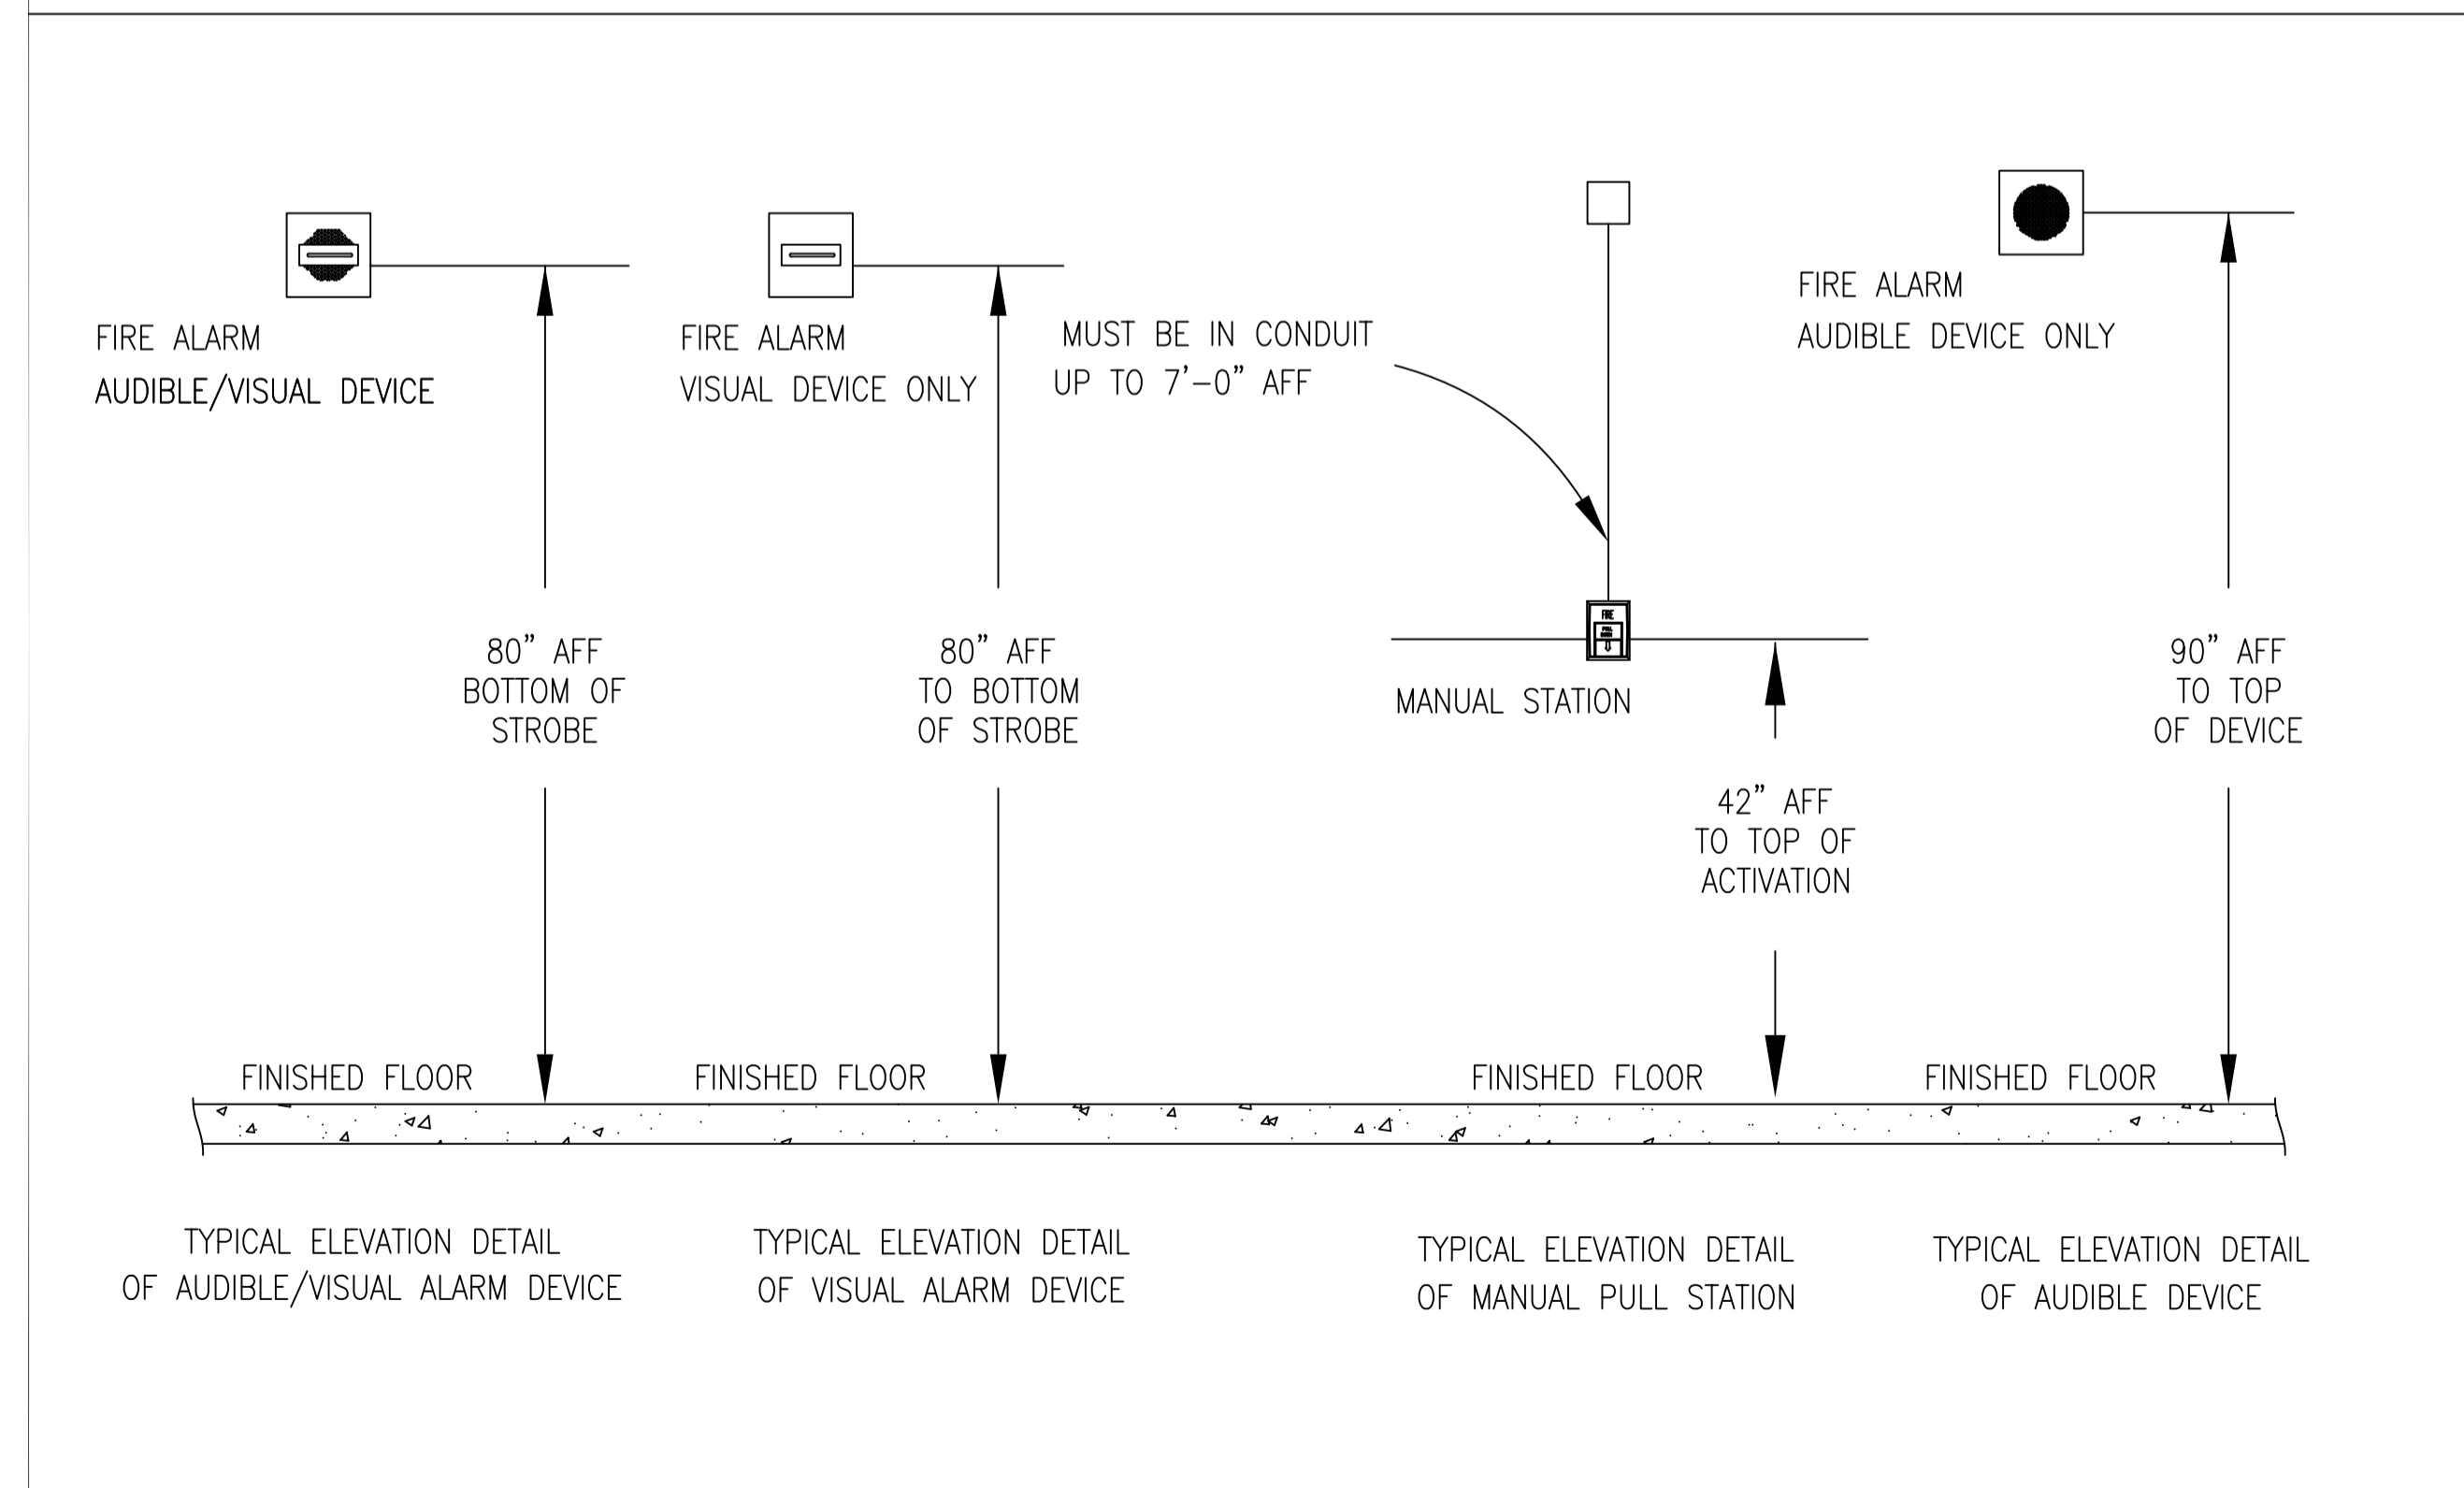 FIRE ALARM
AUDIBLE/VISUAL DEVICE
FIRE ALARM
VISUAL DEVICE ONLY
MUST BE IN CONDUIT
UP TO 7'-0" AFF
FIRE ALARM
AUDIBLE DEVICE ONLY
80" AFF
BOTTOM OF
STROBE
80" AFF
TO BOTTOM
OF STROBE
FIRE
PULL
DOWN
MANUAL STATION
42" AFF
TO TOP OF
ACTIVATION
90" AFF
TO TOP
OF DEVICE
FINISHED FLOOR
FINISHED FLOOR
FINISHED FLOOR
FINISHED FLOOR
TYPICAL ELEVATION DETAIL
OF AUDIBLE/VISUAL ALARM DEVICE
TYPICAL ELEVATION DETAIL
OF VISUAL ALARM DEVICE
TYPICAL ELEVATION DETAIL
OF MANUAL PULL STATION
TYPICAL ELEVATION DETAIL
OF AUDIBLE DEVICE